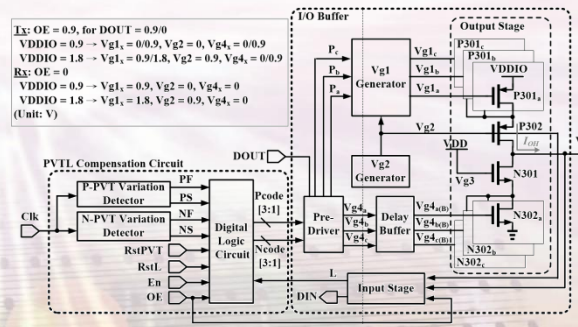 Tx: OE = 0.9, for DOUT = 0.9/0
VDDIO = 0.9 → Vg1x = 0/0.9, Vg2 = 0, Vg4x = 0/0.9
VDDIO = 1.8 → Vg1x = 0.9/1.8, Vg2 = 0.9, Vg4x = 0/0.9
Rx: OE = 0
VDDIO = 0.9 → Vg1x = 0.9, Vg2 = 0, Vg4x = 0
VDDIO = 1.8 → Vg1x = 1.8, Vg2 = 0.9, Vg4x = 0
(Unit: V)
I/O Buffer
Output Stage
Pc
Pb
Pa
Vg1 Generator
Vg1c
Vg1b
Vg1a
P301c
P301b
VDDIO
P301a
Vg2
P302
IOH
V
DOUT
Vg2 Generator
VDD
Vg3
N301
PVTL Compensation Circuit
Clk
P-PVT Variation Detector
N-PVT Variation Detector
PF
PS
NF
NS
RstPVT
RstL
En
OE
Digital Logic Circuit
Pcode [3:1]
Ncode [3:1]
Pre-Driver
Vg4a
Vg4b
Vg4c
Delay Buffer
Vg4a(B)
Vg4b(B)
Vg4c(B)
N302a
N302b
N302c
L
DIN
Input Stage